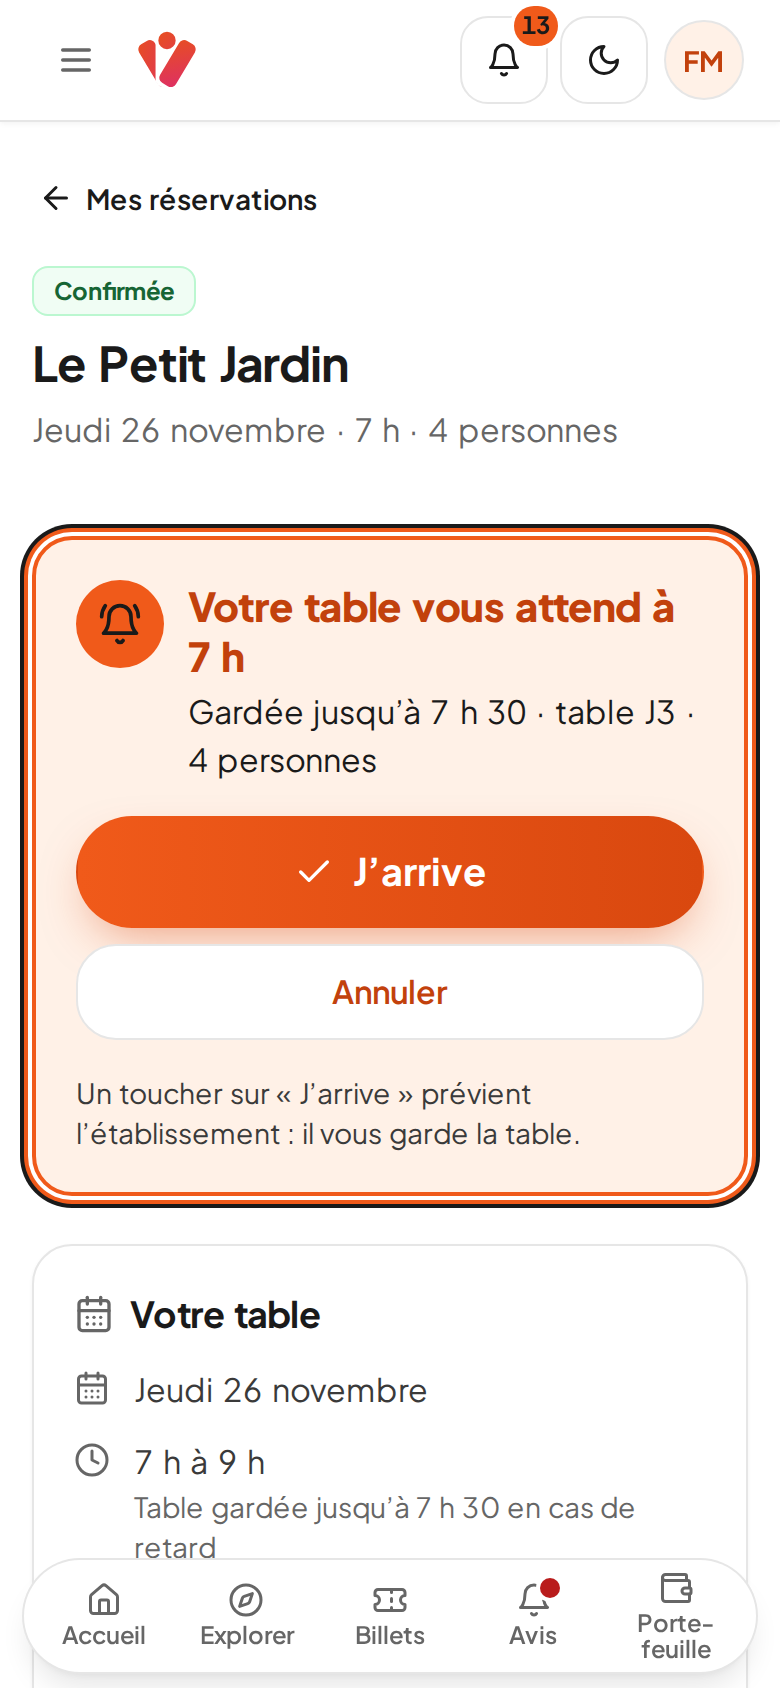 13
FM
Mes réservations
Confirmée
Le Petit Jardin
Jeudi 26 novembre · 7 h · 4 personnes
Votre table vous attend à
7 h
Gardée jusqu’à 7 h 30 · table J3 ·
4 personnes
J’arrive
Annuler
Un toucher sur « J’arrive » prévient
l’établissement : il vous garde la table.
Votre table
Jeudi 26 novembre
7 h à 9 h
Table gardée jusqu’à 7 h 30 en cas de
retard
Accueil
Explorer
Billets
Avis
Porte-
feuille